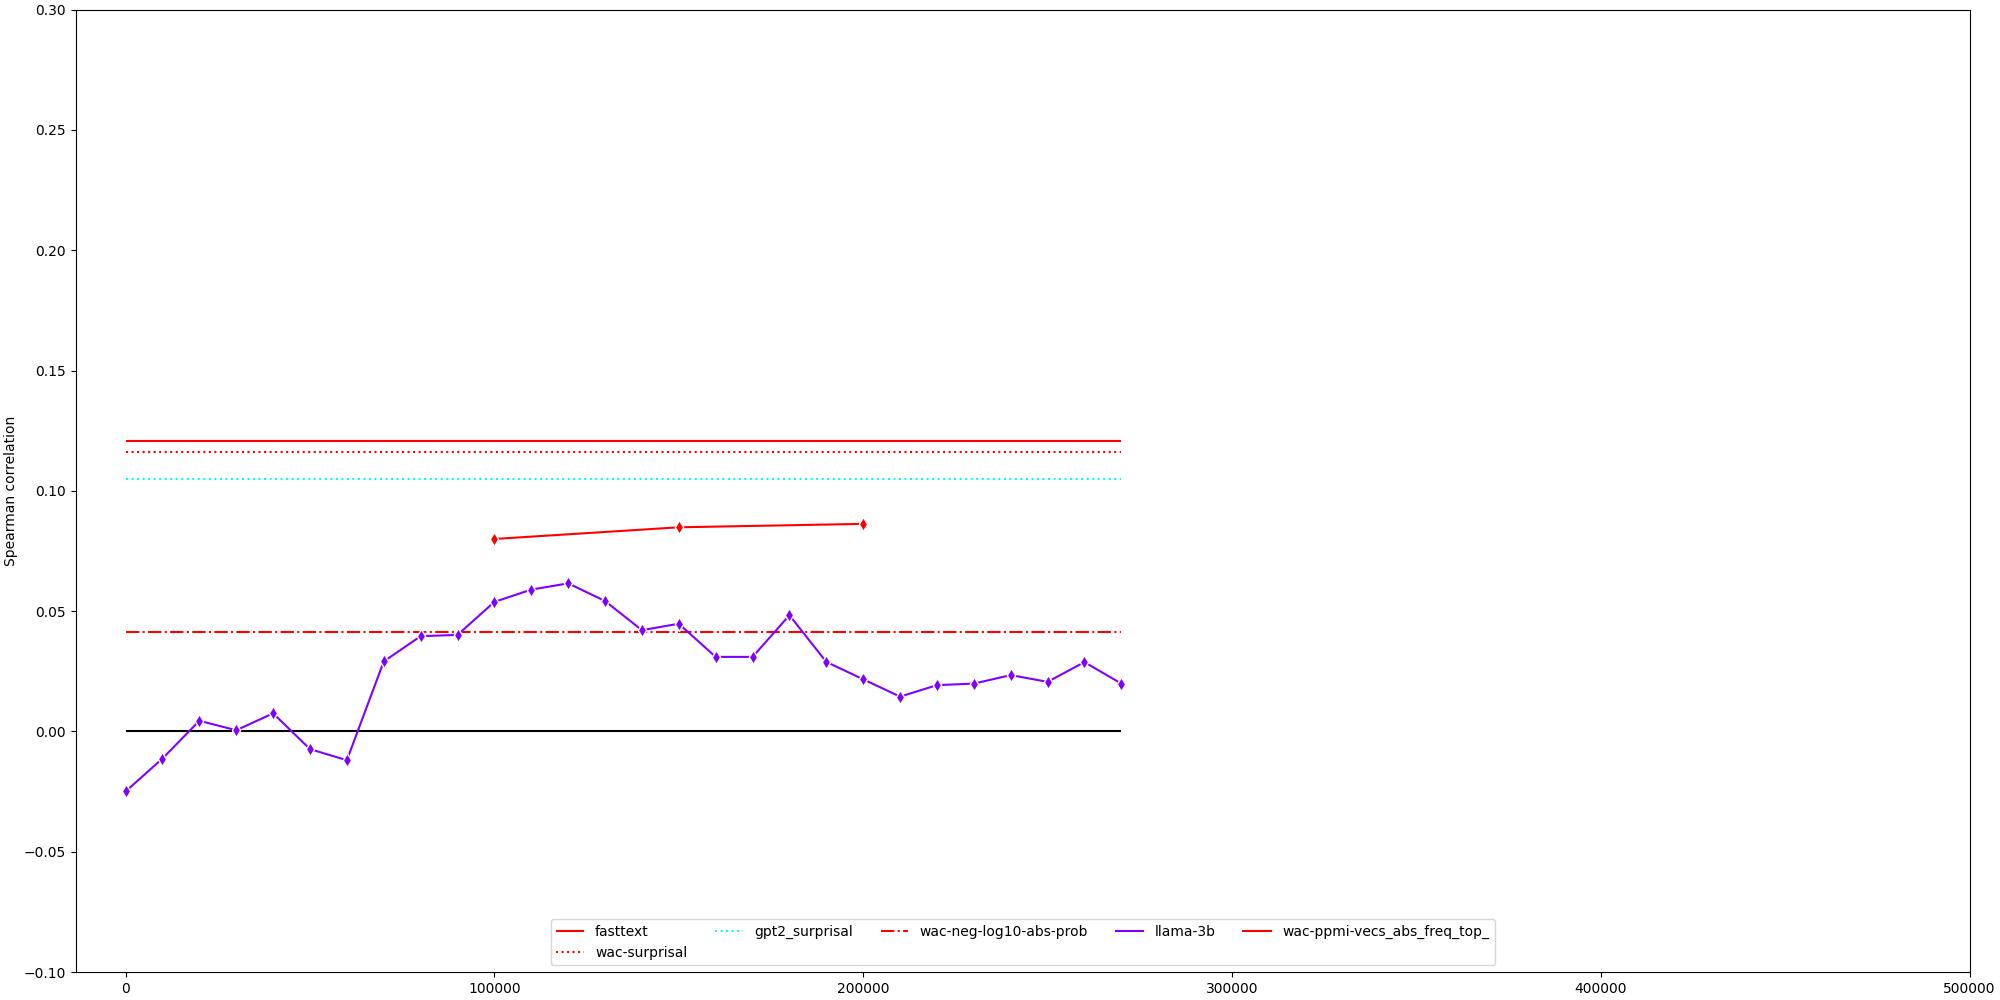 0.30
0.25
0.20
0.15
0.10
0.05
0.00
−0.05
−0.10
Spearman correlation
fasttext
wac-surprisal
gpt2_surprisal
wac-neg-log10-abs-prob
llama-3b
wac-ppmi-vecs_abs_freq_top_
0 100000 200000 300000 400000 500000